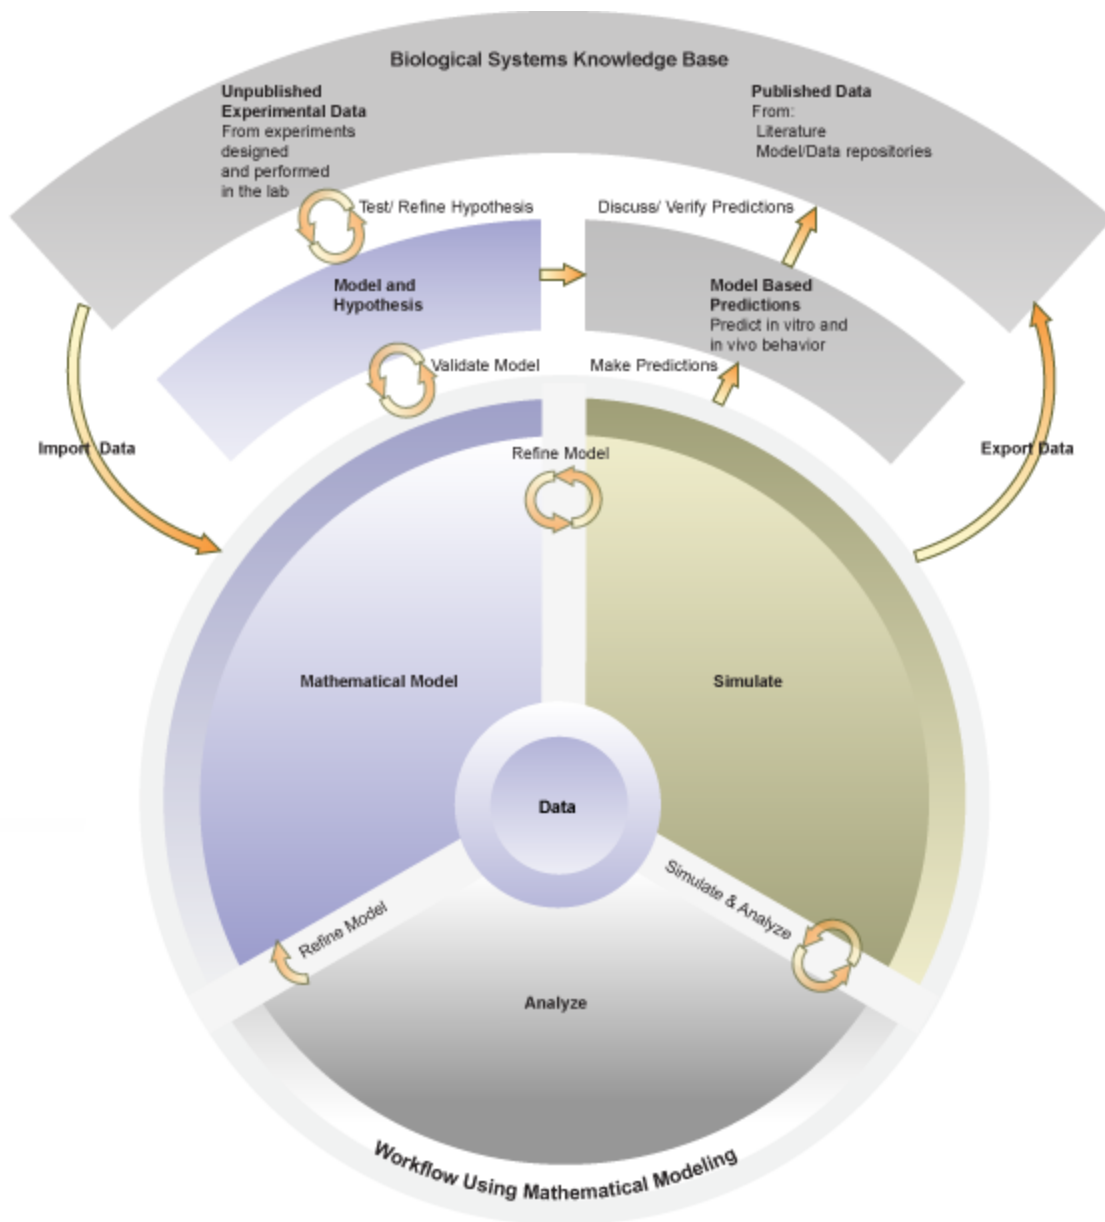 Biological Systems Knowledge Base
Unpublished
Experimental Data
From experiments
designed
and performed
in the lab
Published Data
From:
Literature
Model/Data repositories
Test/ Refine Hypothesis
Discuss/ Verify Predictions
Model and
Hypothesis
Model Based
Predictions
Predict in vitro and
in vivo behavior
Validate Model
Make Predictions
Import Data
Export Data
Refine Model
Mathematical Model
Simulate
Data
Refine Model
Simulate & Analyze
Analyze
Workflow Using Mathematical Modeling